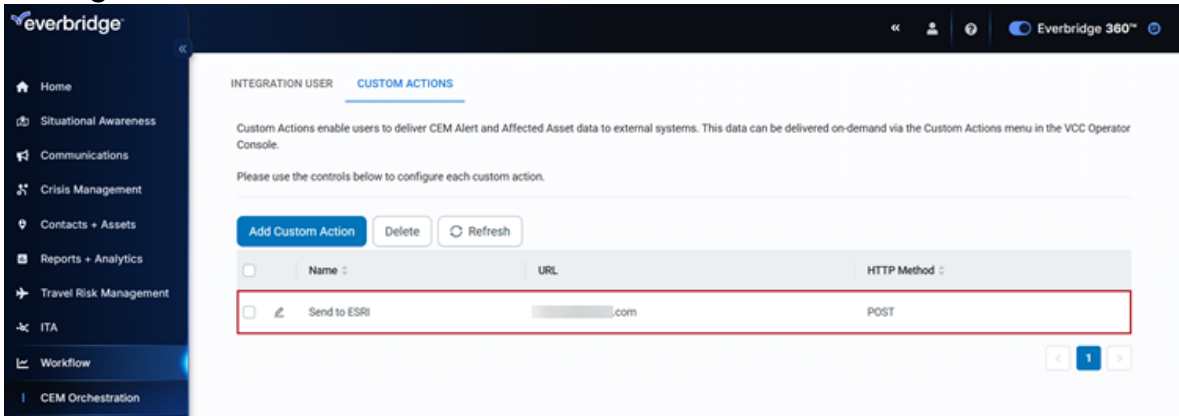 everbridge
Everbridge 360™
Home
Situational Awareness
Communications
Crisis Management
Contacts + Assets
Reports + Analytics
Travel Risk Management
ITA
Workflow
CEM Orchestration
INTEGRATION USER CUSTOM ACTIONS
Custom Actions enable users to deliver CEM Alert and Affected Asset data to external systems. This data can be delivered on-demand via the Custom Actions menu in the VCC Operator
Console.
Please use the controls below to configure each custom action.
Add Custom Action Delete Refresh
Name URL HTTP Method
Send to ESRI .com POST
1